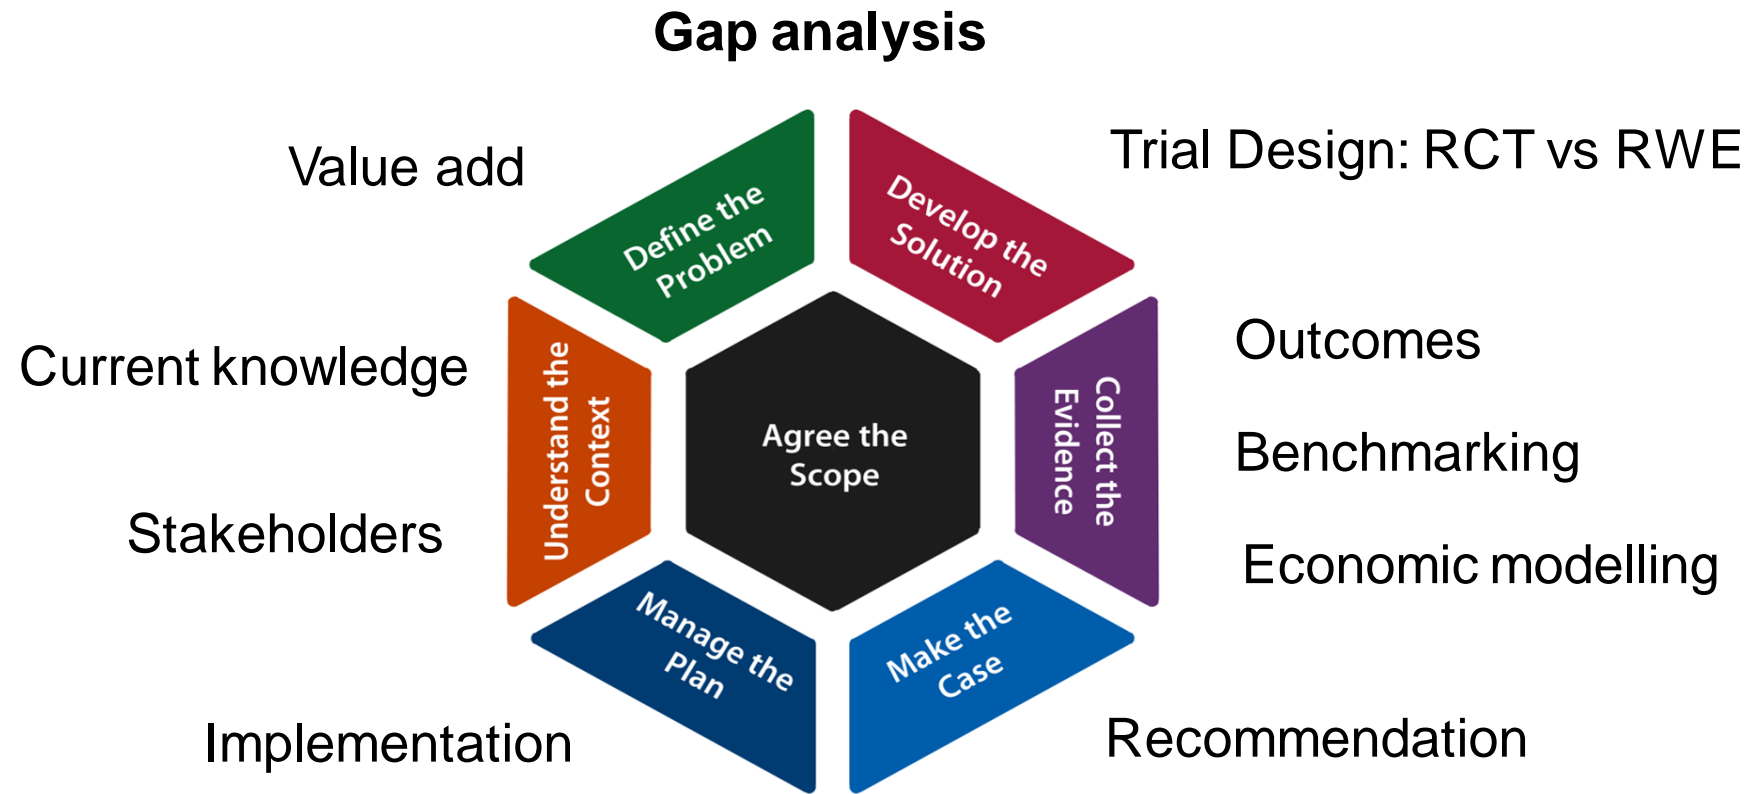 Gap analysis
Value add
Define the
Problem
Develop the
Solution
Trial Design: RCT vs RWE
Current knowledge
Stakeholders
Understand the
Context
Agree the
Scope
Collect the
Evidence
Outcomes
Benchmarking
Economic modelling
Manage the
Plan
Implementation
Make the
Case
Recommendation